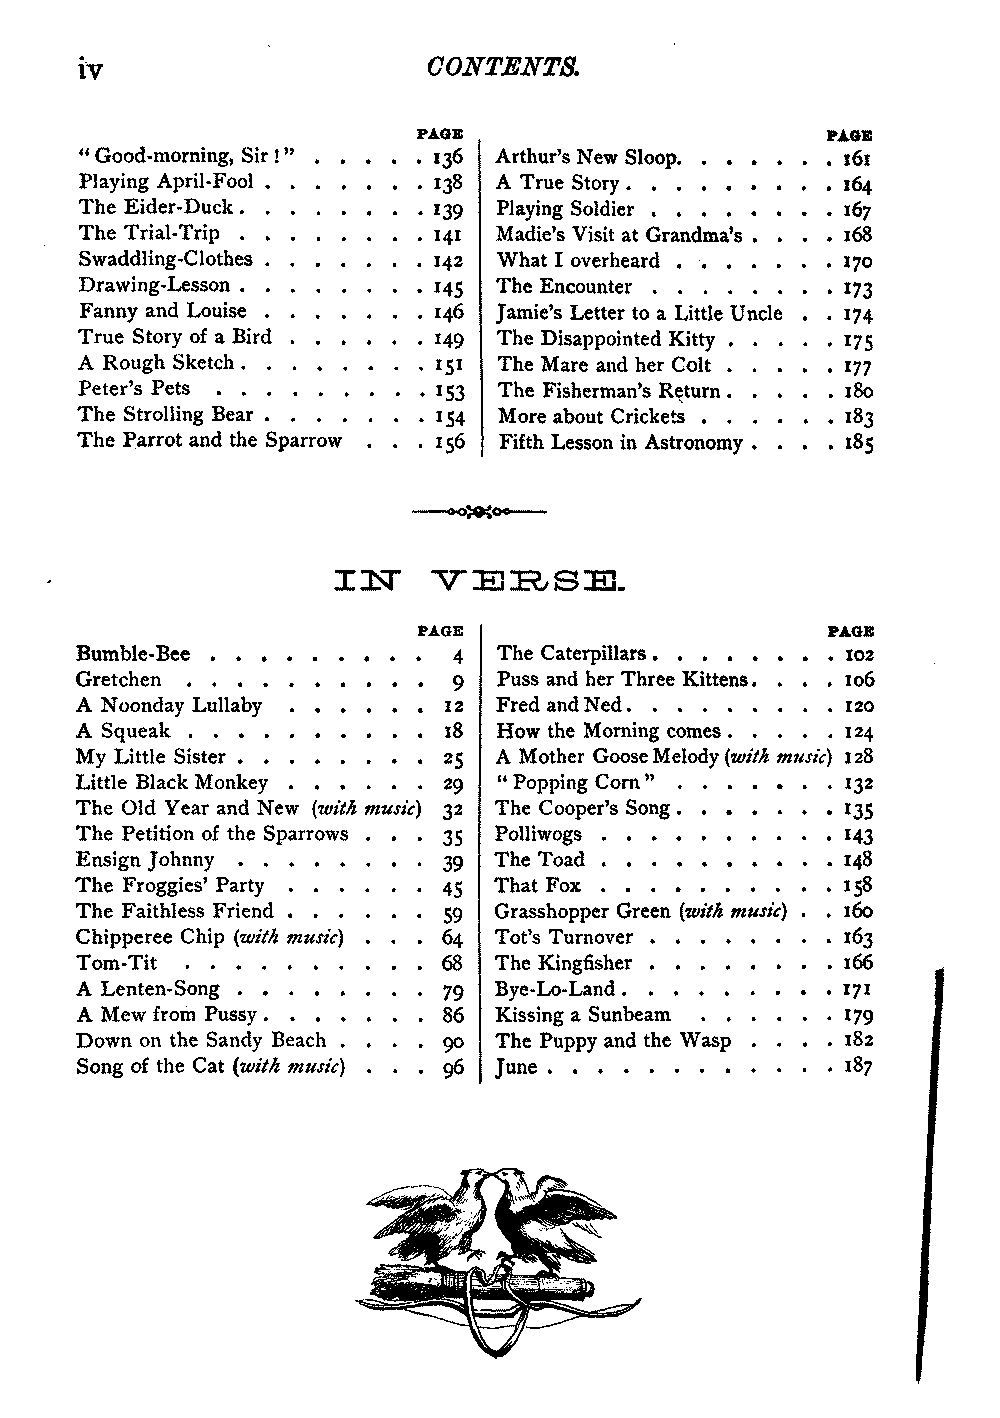 iv
CONTENTS.
PAGE
“Good-morning, Sir!” . . . . . 136
Playing April-Fool . . . . . . . 138
The Eider-Duck. . . . . . . . 139
The Trial-Trip . . . . . . . . 141
Swaddling-Clothes . . . . . . . 142
Drawing-Lesson . . . . . . . . 145
Fanny and Louise . . . . . . . 146
True Story of a Bird . . . . . . 149
A Rough Sketch . . . . . . . . 151
Peter's Pets . . . . . . . . . 153
The Strolling Bear . . . . . . . 154
The Parrot and the Sparrow . . . 156
PAGE
Arthur's New Sloop. . . . . . . 161
A True Story . . . . . . . . . 164
Playing Soldier . . . . . . . . 167
Madie's Visit at Grandma's . . . . 168
What I overheard . . . . . . . 170
The Encounter . . . . . . . . 173
Jamie's Letter to a Little Uncle . . 174
The Disappointed Kitty . . . . . 175
The Mare and her Colt . . . . . 177
The Fisherman's Return . . . . . 180
More about Crickets . . . . . . 183
Fifth Lesson in Astronomy . . . . 185
IN VERSE.
PAGE
Bumble-Bee . . . . . . . . . 4
Gretchen . . . . . . . . . . 9
A Noonday Lullaby . . . . . . 12
A Squeak . . . . . . . . . . 18
My Little Sister . . . . . . . . 25
Little Black Monkey . . . . . . 29
The Old Year and New (with music) 32
The Petition of the Sparrows . . . 35
Ensign Johnny . . . . . . . . 39
The Froggies' Party . . . . . . 45
The Faithless Friend . . . . . . 59
Chipperee Chip (with music) . . . 64
Tom-Tit . . . . . . . . . . 68
A Lenten-Song . . . . . . . . 79
A Mew from Pussy . . . . . . . 86
Down on the Sandy Beach . . . . 90
Song of the Cat (with music) . . . 96
PAGE
The Caterpillars . . . . . . . . 102
Puss and her Three Kittens. . . . 106
Fred and Ned . . . . . . . . . 120
How the Morning comes . . . . . 124
A Mother Goose Melody (with music) 128
“Popping Corn” . . . . . . . 132
The Cooper's Song . . . . . . . 135
Polliwogs . . . . . . . . . . 143
The Toad . . . . . . . . . . 148
That Fox . . . . . . . . . . 158
Grasshopper Green (with music) . . 160
Tot's Turnover . . . . . . . . 163
The Kingfisher . . . . . . . . 166
Bye-Lo-Land . . . . . . . . . 171
Kissing a Sunbeam . . . . . . 179
The Puppy and the Wasp . . . . 182
June . . . . . . . . . . . . 187